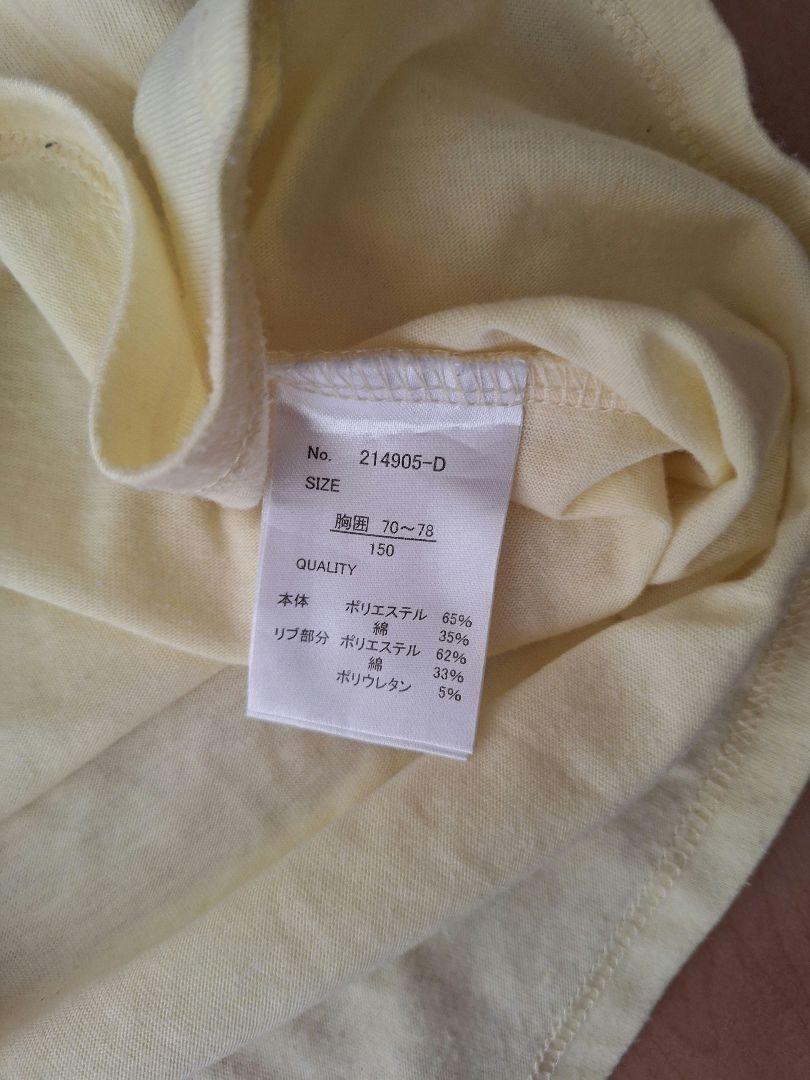 No. 214905-D
SIZE
胸囲 70～78
150
QUALITY
本体 ポリエステル 65%
綿 35%
リブ部分 ポリエステル 62%
綿 33%
ポリウレタン 5%